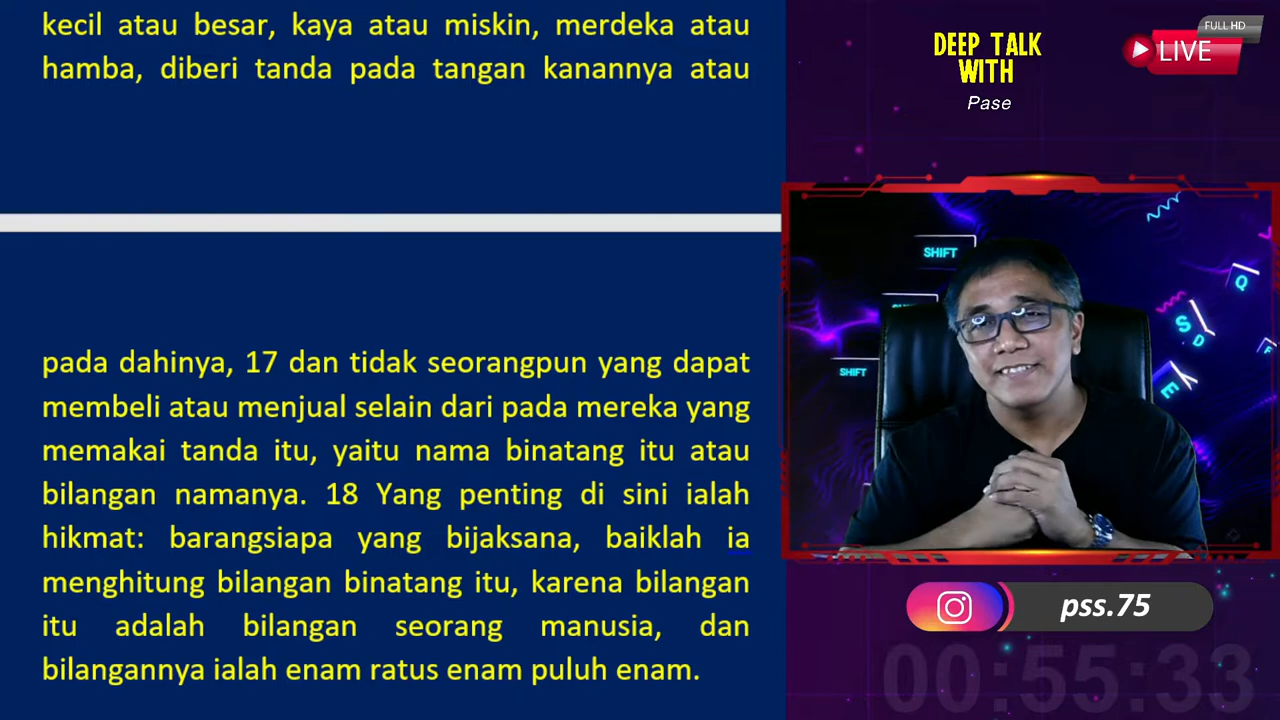 kecil atau besar, kaya atau miskin, merdeka atau
hamba, diberi tanda pada tangan kanannya atau
pada dahinya, 17 dan tidak seorangpun yang dapat
membeli atau menjual selain dari pada mereka yang
memakai tanda itu, yaitu nama binatang itu atau
bilangan namanya. 18 Yang penting di sini ialah
hikmat: barangsiapa yang bijaksana, baiklah ia
menghitung bilangan binatang itu, karena bilangan
itu adalah bilangan seorang manusia, dan
bilangannya ialah enam ratus enam puluh enam.
DEEP TALK
WITH
Pase
FULL HD
LIVE
SHIFT
SHIFT
Q
S
D
F
E
pss.75
00:55:33